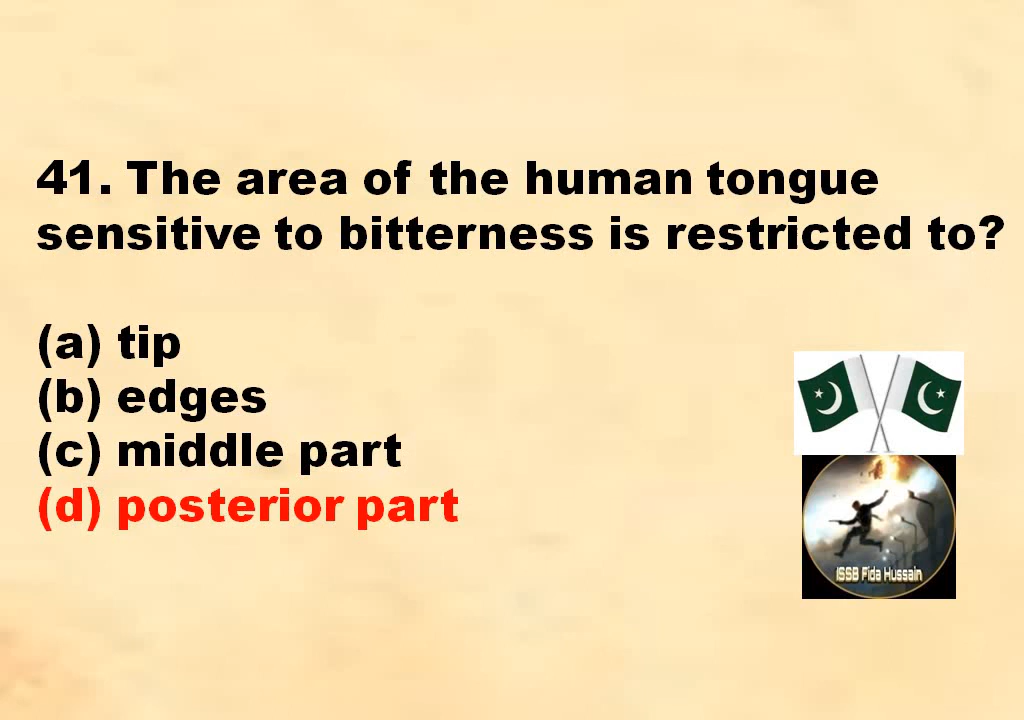 41. The area of the human tongue
sensitive to bitterness is restricted to?
(a) tip
(b) edges
(c) middle part
(d) posterior part
ISSB Fida Hussain